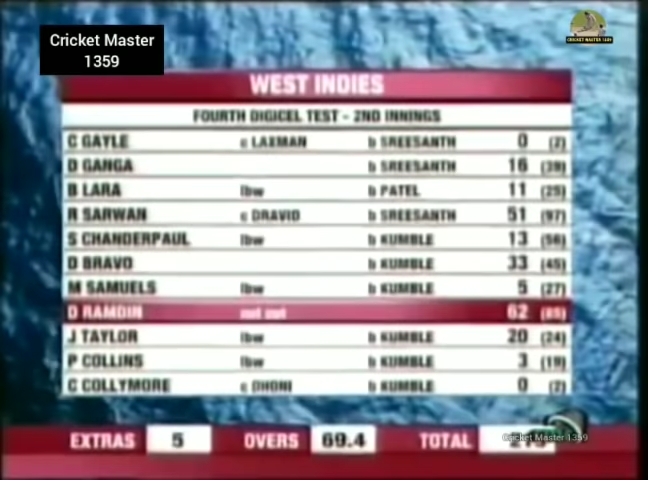 Cricket Master
1359
CRICKET MASTER 1359
WEST INDIES
FOURTH DIGICEL TEST - 2ND INNINGS
C GAYLE c LAXMAN b SREESANTH 0 (2)
D GANGA b SREESANTH 16 (39)
B LARA lbw b PATEL 11 (25)
R SARWAN c DRAVID b SREESANTH 51 (97)
S CHANDERPAUL lbw b KUMBLE 13 (56)
D BRAVO b KUMBLE 33 (45)
M SAMUELS lbw b KUMBLE 5 (27)
D RAMDIN not out 62
J TAYLOR lbw b KUMBLE 20 (24)
P COLLINS lbw b KUMBLE 3 (19)
C COLLYMORE c DHONI b KUMBLE 0 (2)
EXTRAS 5 OVERS 69.4 TOTAL
Cricket Master 1359